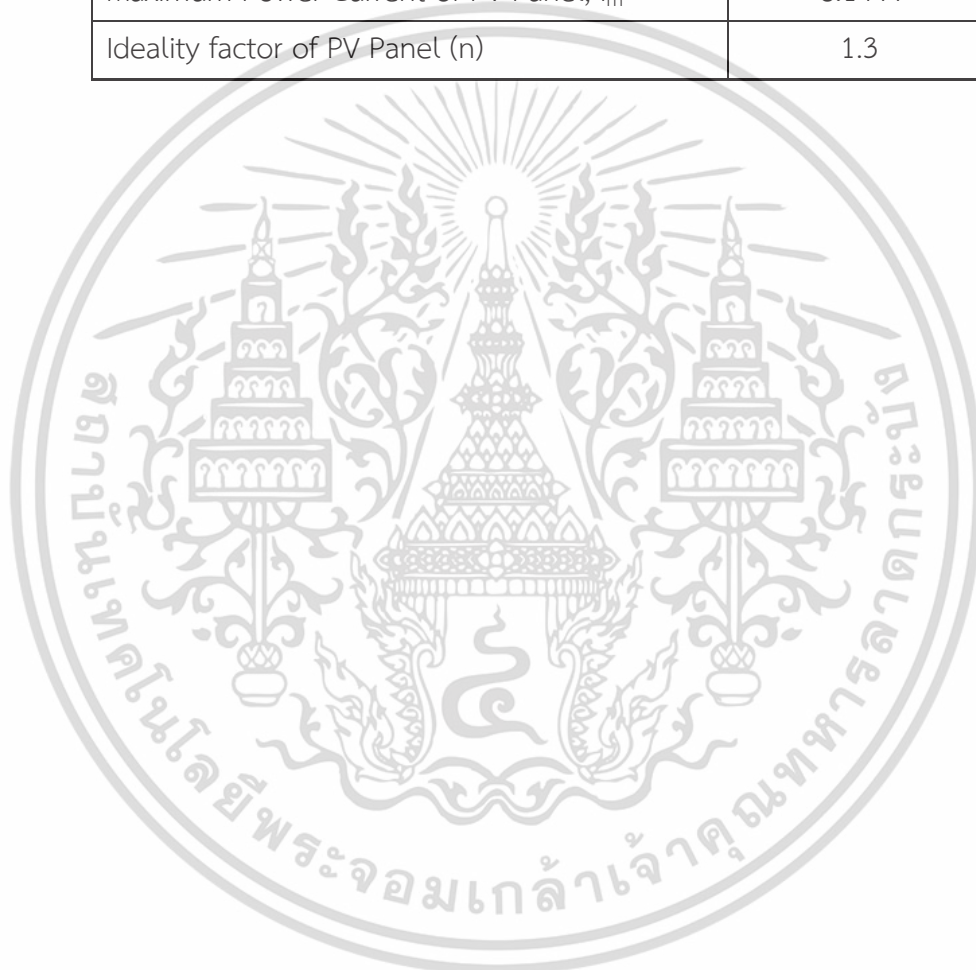 Ideality factor of PV Panel (n) 1.3
๔
สถาบันเทคโนโลยีพระจอมเกล้าเจ้าคุณทหารลาดกระบัง